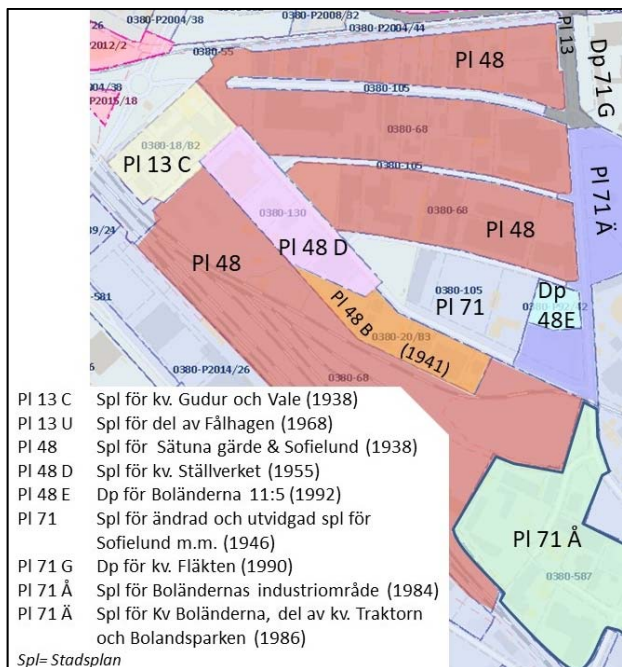 0380-P2004/38
0380-P2008/82
0380-P2004/44
2012/2
0380-55
Pl 13
Dp 71 G
Pl 48
04/38
P2015/18
0380-105
0380-18/B2
Pl 13 C
0380-68
0380-105
Pl 71 Ä
0380-130
0380-68
Pl 48
Pl 48
Pl 48 D
39/24
0380-105
Dp
48E
Pl 71
-581
Pl 48 B
(1941)
0380-20/B3
0380-P2014/26
0380-68
Pl 71 Å
0380-587
Pl 13 C Spl för kv. Gudur och Vale (1938)
Pl 13 U Spl för del av Fålhagen (1968)
Pl 48 Spl för Sätuna gärde & Sofielund (1938)
Pl 48 D Spl för kv. Ställverket (1955)
Pl 48 E Dp för Boländerna 11:5 (1992)
Pl 71 Spl för ändrad och utvidgad spl för
Sofielund m.m. (1946)
Pl 71 G Dp för kv. Fläkten (1990)
Pl 71 Å Spl för Boländernas industriområde (1984)
Pl 71 Ä Spl för Kv Boländerna, del av kv. Traktorn
och Bolandsparken (1986)
Spl= Stadsplan